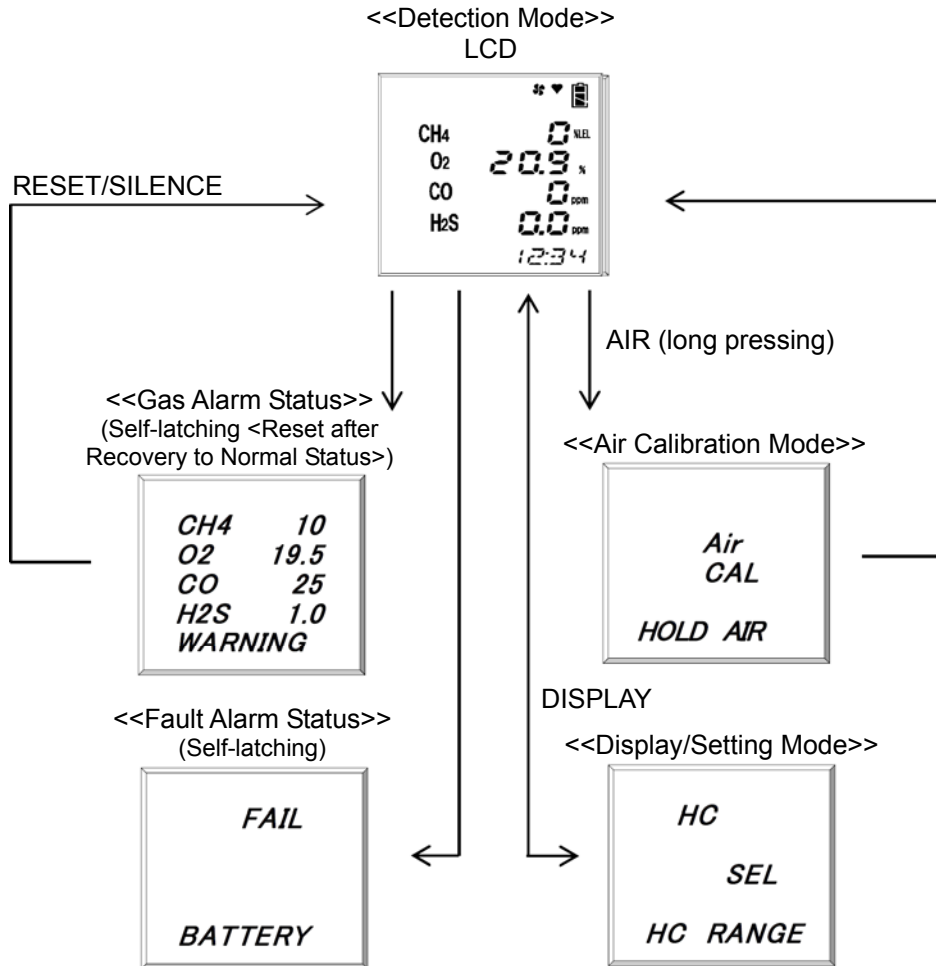 <<Detection Mode>>
LCD
CH4 0 %LEL
O2 20.9 %
CO 0 ppm
H2S 0.0 ppm
12:34
RESET/SILENCE
AIR (long pressing)
<<Gas Alarm Status>>
(Self-latching <Reset after
Recovery to Normal Status>)
CH4 10
O2 19.5
CO 25
H2S 1.0
WARNING
<<Air Calibration Mode>>
Air
CAL
HOLD AIR
<<Fault Alarm Status>>
(Self-latching)
FAIL
BATTERY
DISPLAY
<<Display/Setting Mode>>
HC
SEL
HC RANGE